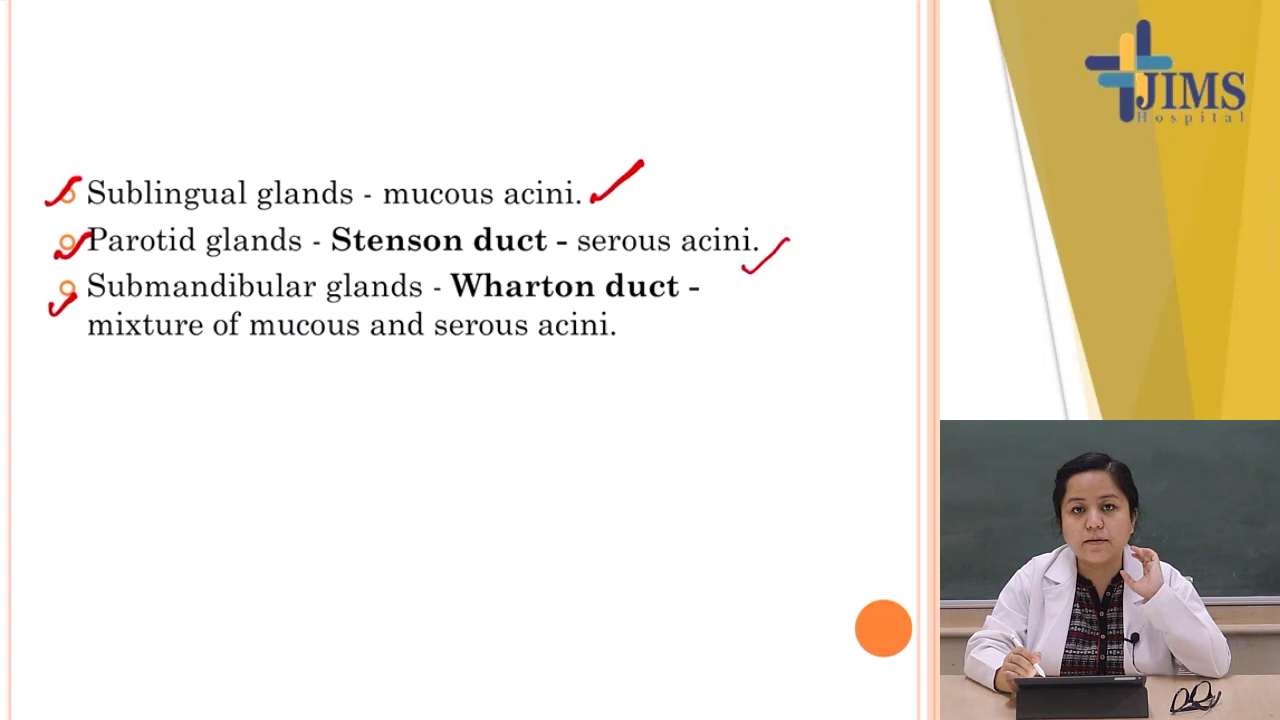 JIMS
Hospital
Sublingual glands - mucous acini.
Parotid glands - Stenson duct - serous acini.
Submandibular glands - Wharton duct -
mixture of mucous and serous acini.